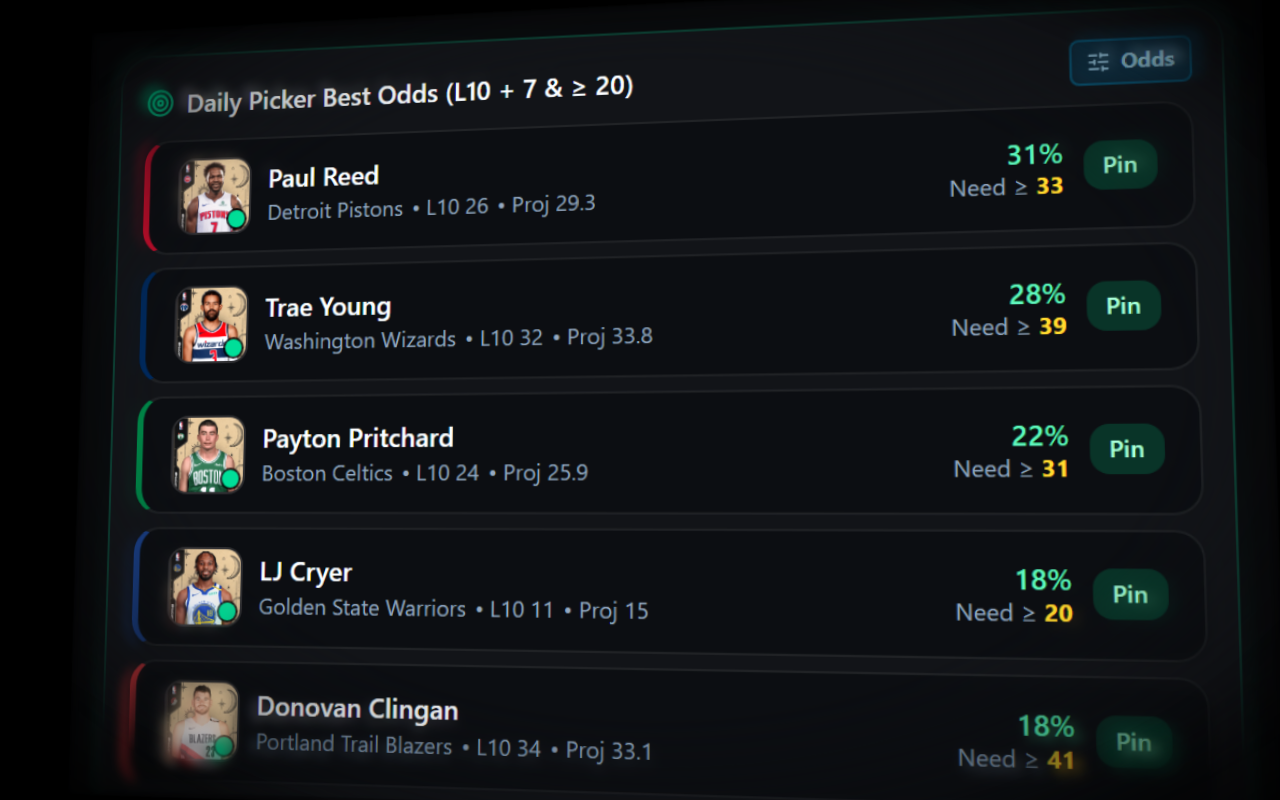 Daily Picker Best Odds (L10 + 7 & ≥ 20)
Odds
Paul Reed
Detroit Pistons • L10 26 • Proj 29.3
31%
Need ≥ 33
Pin
Trae Young
Washington Wizards • L10 32 • Proj 33.8
28%
Need ≥ 39
Pin
Payton Pritchard
Boston Celtics • L10 24 • Proj 25.9
22%
Need ≥ 31
Pin
LJ Cryer
Golden State Warriors • L10 11 • Proj 15
18%
Need ≥ 20
Pin
Donovan Clingan
Portland Trail Blazers • L10 34 • Proj 33.1
18%
Need ≥ 41
Pin